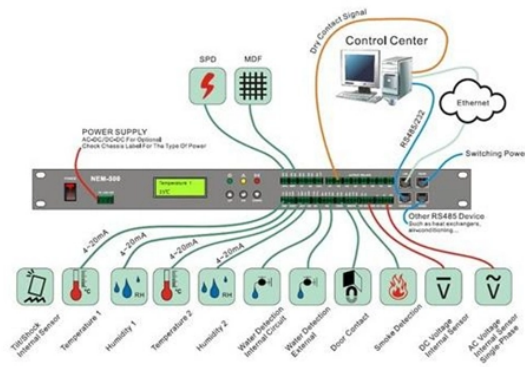 SPD
MDF
Dry Contact Signal
Control Center
Ethernet
RS485/232
POWER SUPPLY
AC-DC/DC-DC For Optional
Check Chassis Label For The Type Of Power
Switching Power
NEM-500
Temperature 1
Other RS485 Device
Such as heat exchangers,
airconditioning...
4~20mA
4~20mA
4~20mA
4~20mA
°F
RH
°F
RH
V
V
Tilt/Shock
Internal Sensor
Temperature 1
Humidity 1
Temperature 2
Humidity 2
Water Detection
Internal Circuit
Water Detection
External
Door Contact
Smoke Detection
DC Voltage
Internal Sensor
AC Voltage
Internal Sensor
Single-Phase